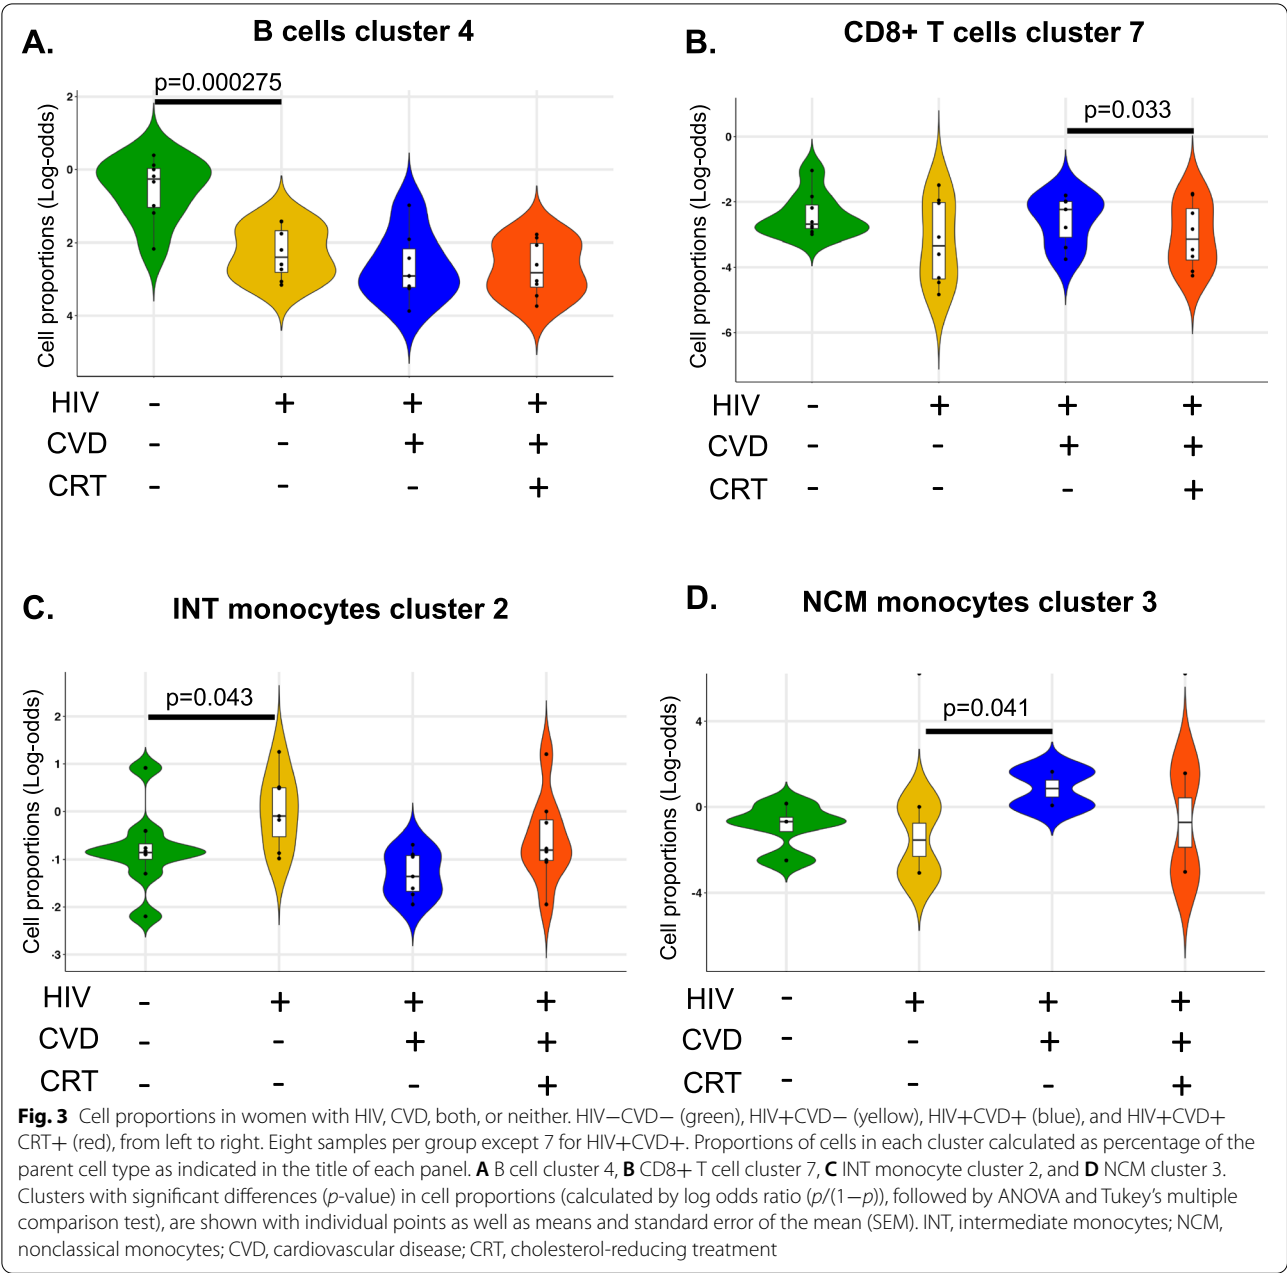 A.
B cells cluster 4
p=0.000275
Cell proportions (Log-odds)
2
0
2
4
HIV - + + +
CVD - - + +
CRT - - - +
B.
CD8+ T cells cluster 7
p=0.033
Cell proportions (Log-odds)
0
-2
-4
-6
HIV - + + +
CVD - - + +
CRT - - - +
C.
INT monocytes cluster 2
p=0.043
Cell proportions (Log-odds)
2
1
0
-1
-2
-3
HIV - + + +
CVD - - + +
CRT - - - +
D.
NCM monocytes cluster 3
p=0.041
Cell proportions (Log-odds)
4
0
-4
HIV - + + +
CVD - - + +
CRT - - - +
Fig. 3 Cell proportions in women with HIV, CVD, both, or neither. HIV−CVD− (green), HIV+CVD− (yellow), HIV+CVD+ (blue), and HIV+CVD+
CRT+ (red), from left to right. Eight samples per group except 7 for HIV+CVD+. Proportions of cells in each cluster calculated as percentage of the
parent cell type as indicated in the title of each panel. A B cell cluster 4, B CD8+ T cell cluster 7, C INT monocyte cluster 2, and D NCM cluster 3.
Clusters with significant differences (p-value) in cell proportions (calculated by log odds ratio (p/(1−p)), followed by ANOVA and Tukey's multiple
comparison test), are shown with individual points as well as means and standard error of the mean (SEM). INT, intermediate monocytes; NCM,
nonclassical monocytes; CVD, cardiovascular disease; CRT, cholesterol-reducing treatment